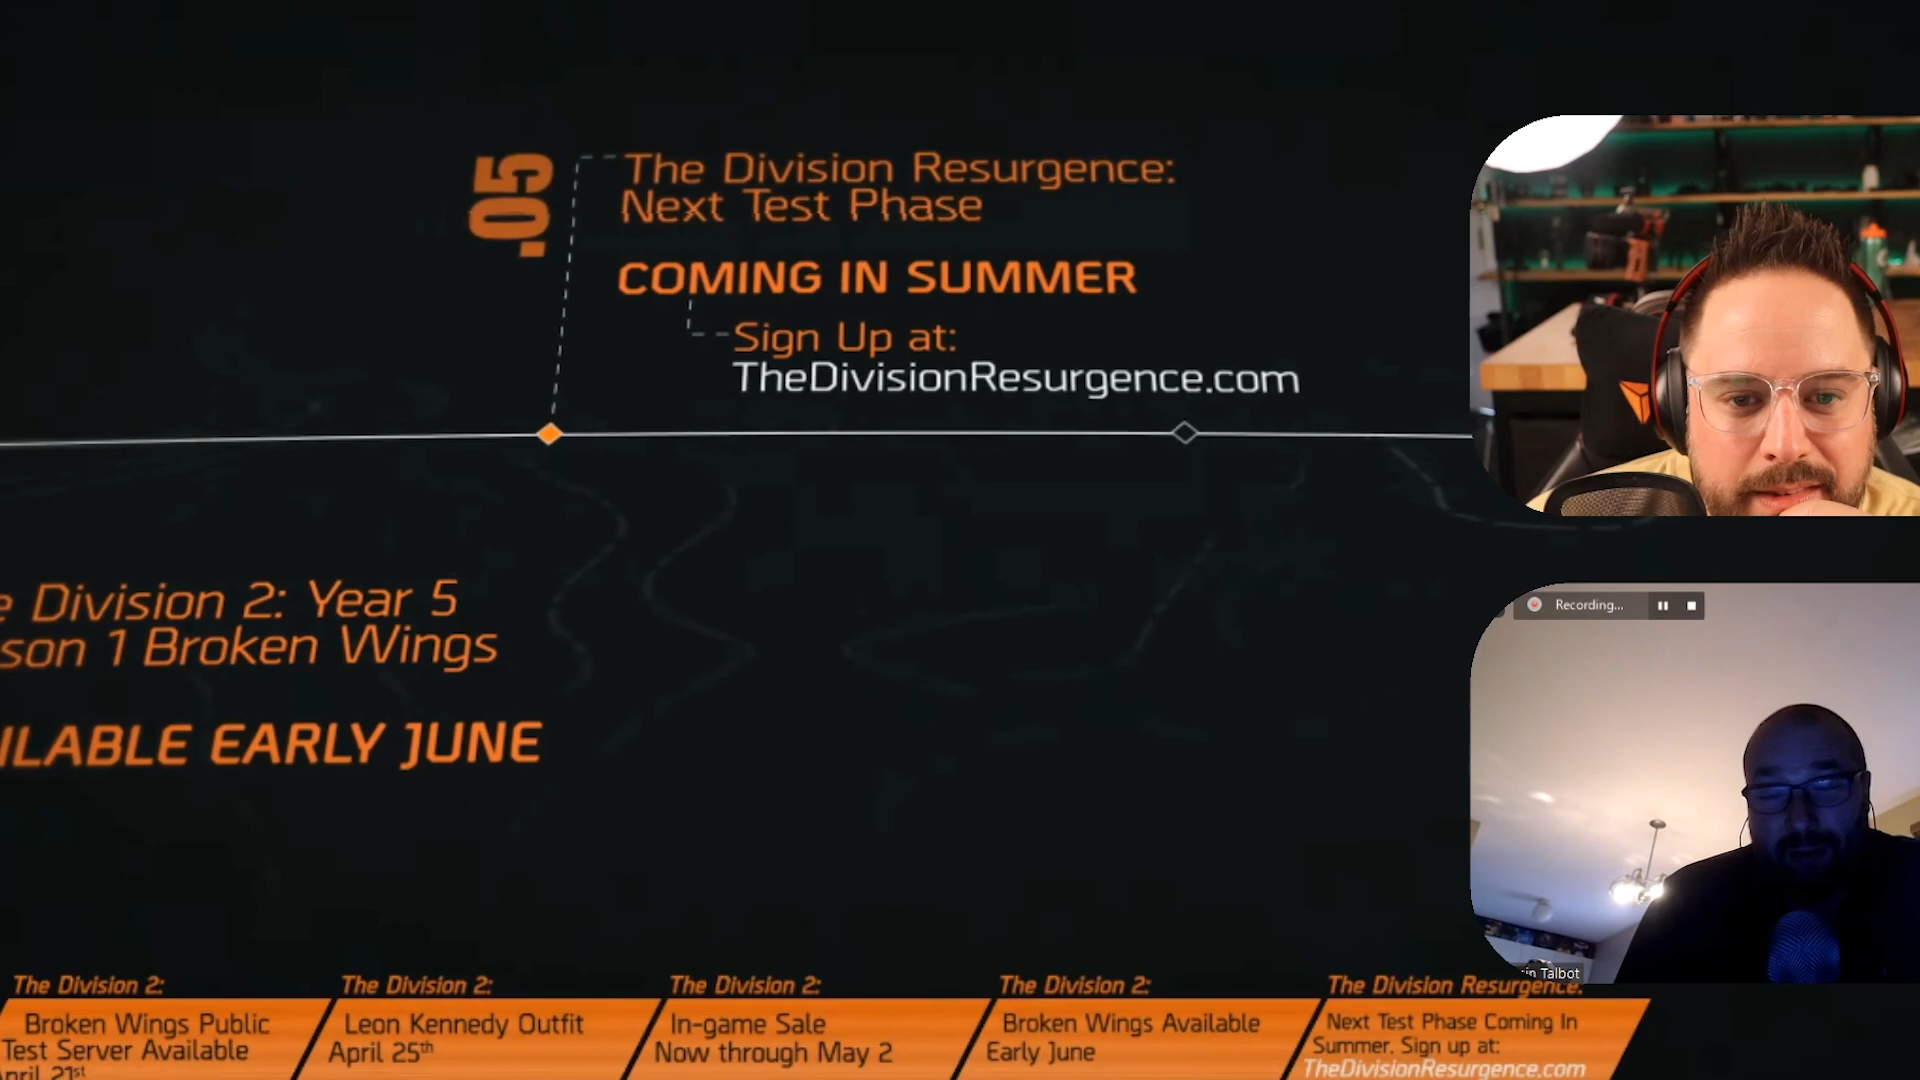 .05
The Division Resurgence:
Next Test Phase
COMING IN SUMMER
Sign Up at:
TheDivisionResurgence.com
Division 2: Year 5
1 Broken Wings
EARLY JUNE
Recording...
Talbot
The Division 2:
Broken Wings Public
Test Server Available
April 21st
The Division 2:
Leon Kennedy Outfit
April 25th
The Division 2:
In-game Sale
Now through May 2
The Division 2:
Broken Wings Available
Early June
The Division Resurgence:
Next Test Phase Coming In
Summer. Sign up at:
TheDivisionResurgence.com